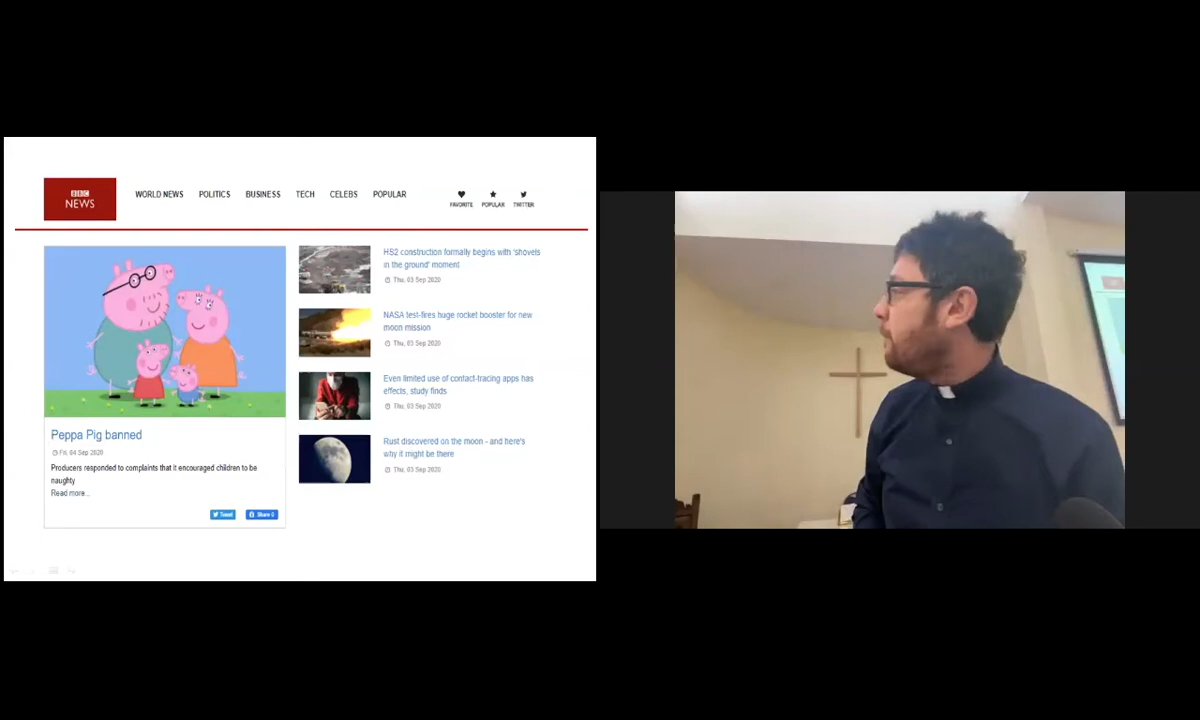 BBC
NEWS
WORLD NEWS
POLITICS
BUSINESS
TECH
CELEBS
POPULAR
FAVORITE
POPULAR
TWITTER
Peppa Pig banned
Fri, 04 Sep 2020
Producers responded to complaints that it encouraged children to be
naughty
Read more...
Tweet
Share 0
HS2 construction formally begins with 'shovels
in the ground' moment
Thu, 03 Sep 2020
NASA test-fires huge rocket booster for new
moon mission
Thu, 03 Sep 2020
Even limited use of contact-tracing apps has
effects, study finds
Thu, 03 Sep 2020
Rust discovered on the moon - and here's
why it might be there
Thu, 03 Sep 2020